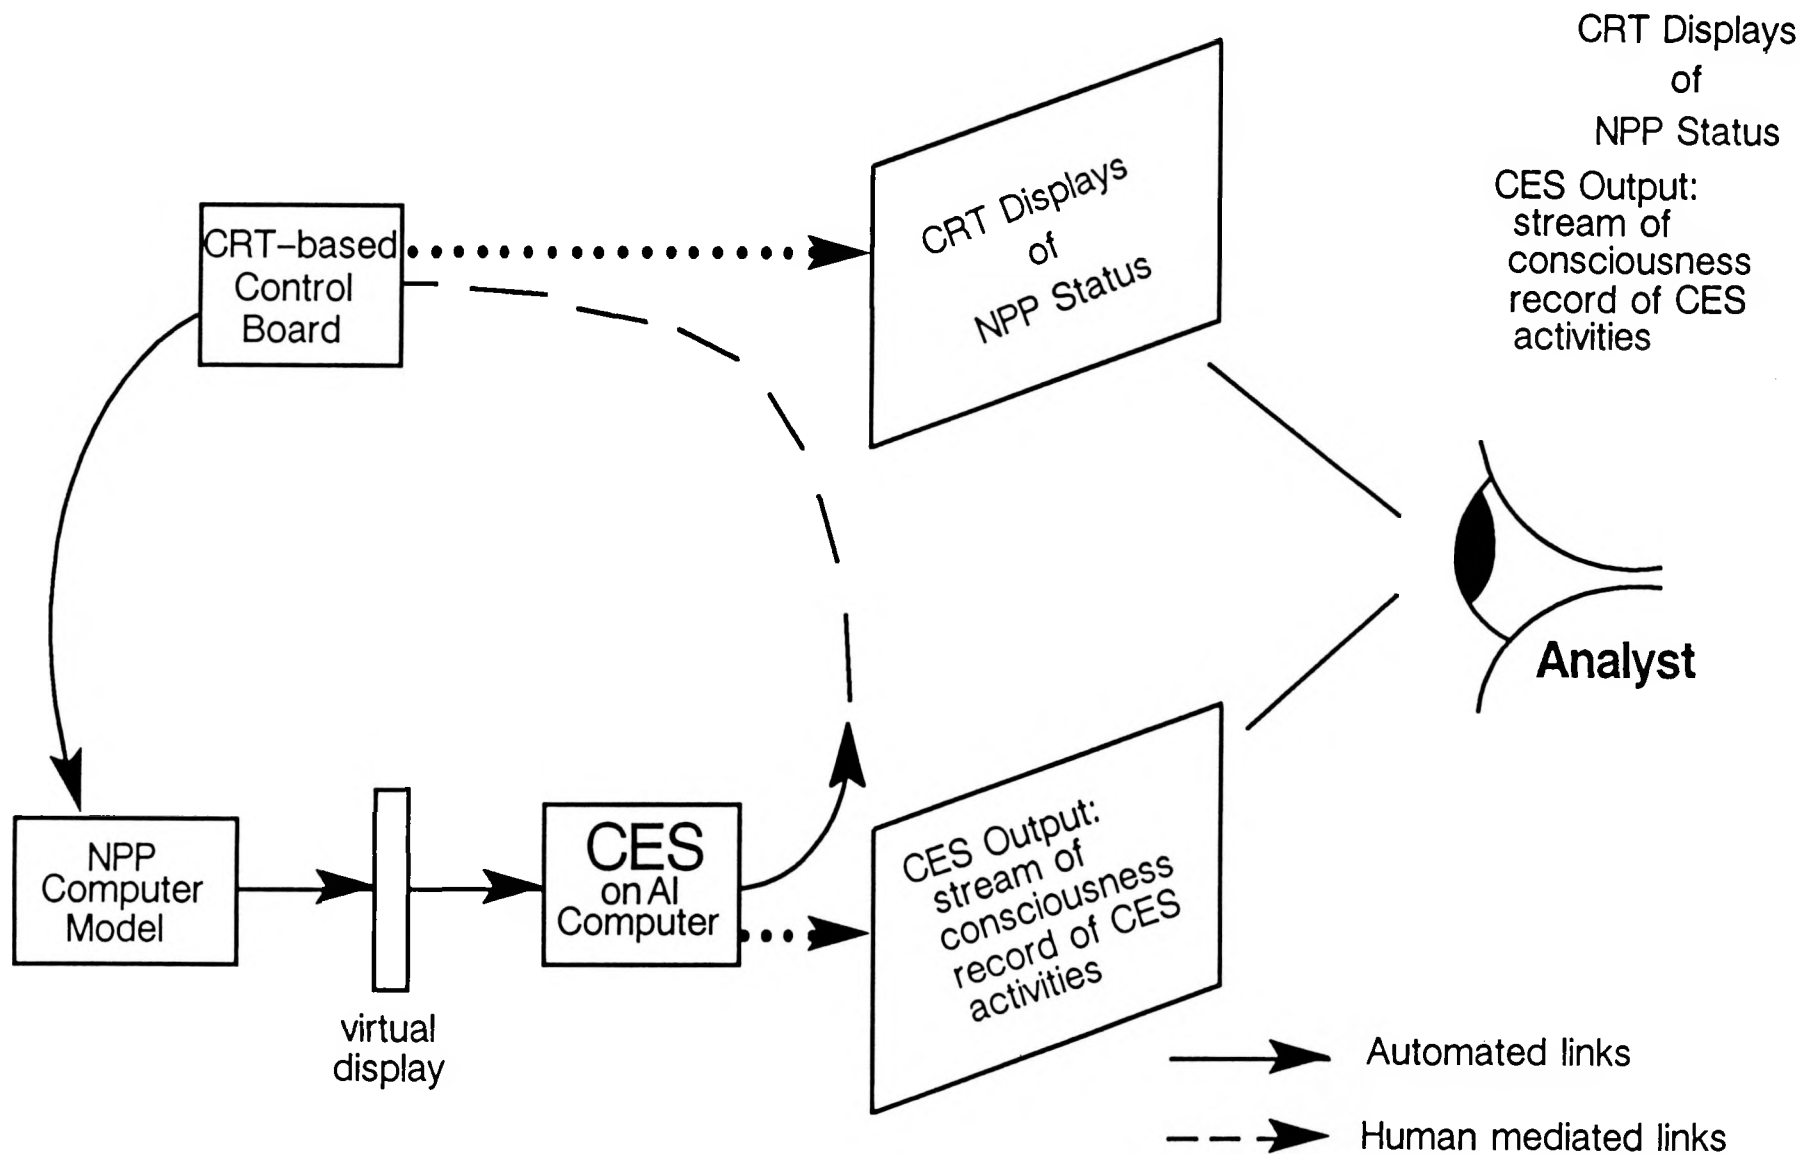 CRT Displays
of
NPP Status
CES Output:
stream of
consciousness
record of CES
activities
CRT Displays
of
NPP Status
CRT-based
Control
Board
Analyst
NPP
Computer
Model
virtual
display
CES
on AI
Computer
CES Output:
stream of
consciousness
record of CES
activities
Automated links
Human mediated links